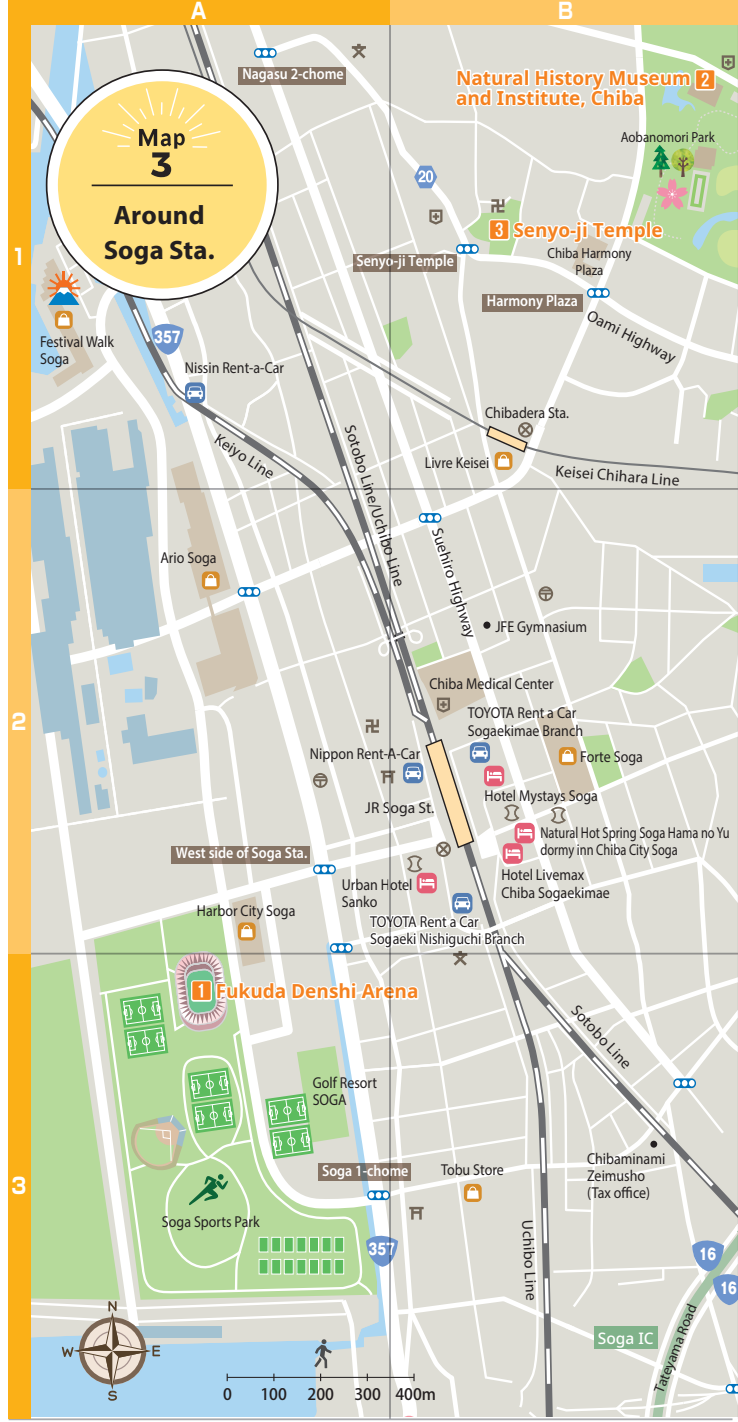 A
B
1
2
3
Map
3
Around
Soga Sta.
Nagasu 2-chome
Natural History Museum 2
and Institute, Chiba
Aobanomori Park
20
3 Senyo-ji Temple
Senyo-ji Temple
Chiba Harmony
Plaza
Harmony Plaza
Oami Highway
Festival Walk
Soga
357
Nissin Rent-a-Car
Keiyo Line
Sotobo Line/Uchibo Line
Chibadera Sta.
Livre Keisei
Keisei Chihara Line
Ario Soga
Suehiro Highway
JFE Gymnasium
Chiba Medical Center
TOYOTA Rent a Car
Sogaekimae Branch
Nippon Rent-A-Car
Forte Soga
JR Soga St.
Hotel Mystays Soga
Natural Hot Spring Soga Hama no Yu
dormy inn Chiba City Soga
West side of Soga Sta.
Urban Hotel
Sanko
Hotel Livemax
Chiba Sogaekimae
Harbor City Soga
TOYOTA Rent a Car
Sogaeki Nishiguchi Branch
1 Fukuda Denshi Arena
Sotobo Line
Golf Resort
SOGA
Chibaminami
Zeimusho
(Tax office)
Soga 1-chome
Tobu Store
Soga Sports Park
357
Uchibo Line
16
16
Soga IC
Tateyama Road
N
W
E
S
0 100 200 300 400m